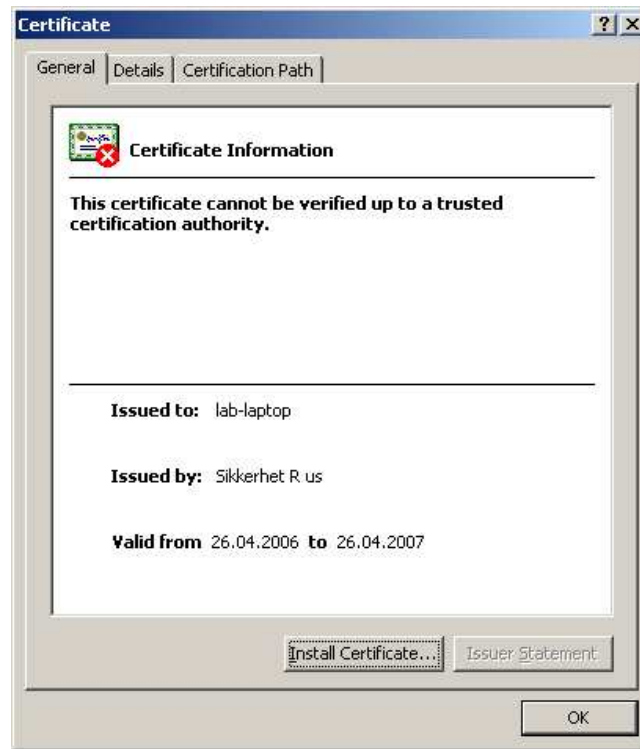 Certificate
General Details Certification Path
Certificate Information
This certificate cannot be verified up to a trusted
certification authority.
Issued to: lab-laptop
Issued by: Sikkerhet R us
Valid from 26.04.2006 to 26.04.2007
Install Certificate... Issuer Statement
OK